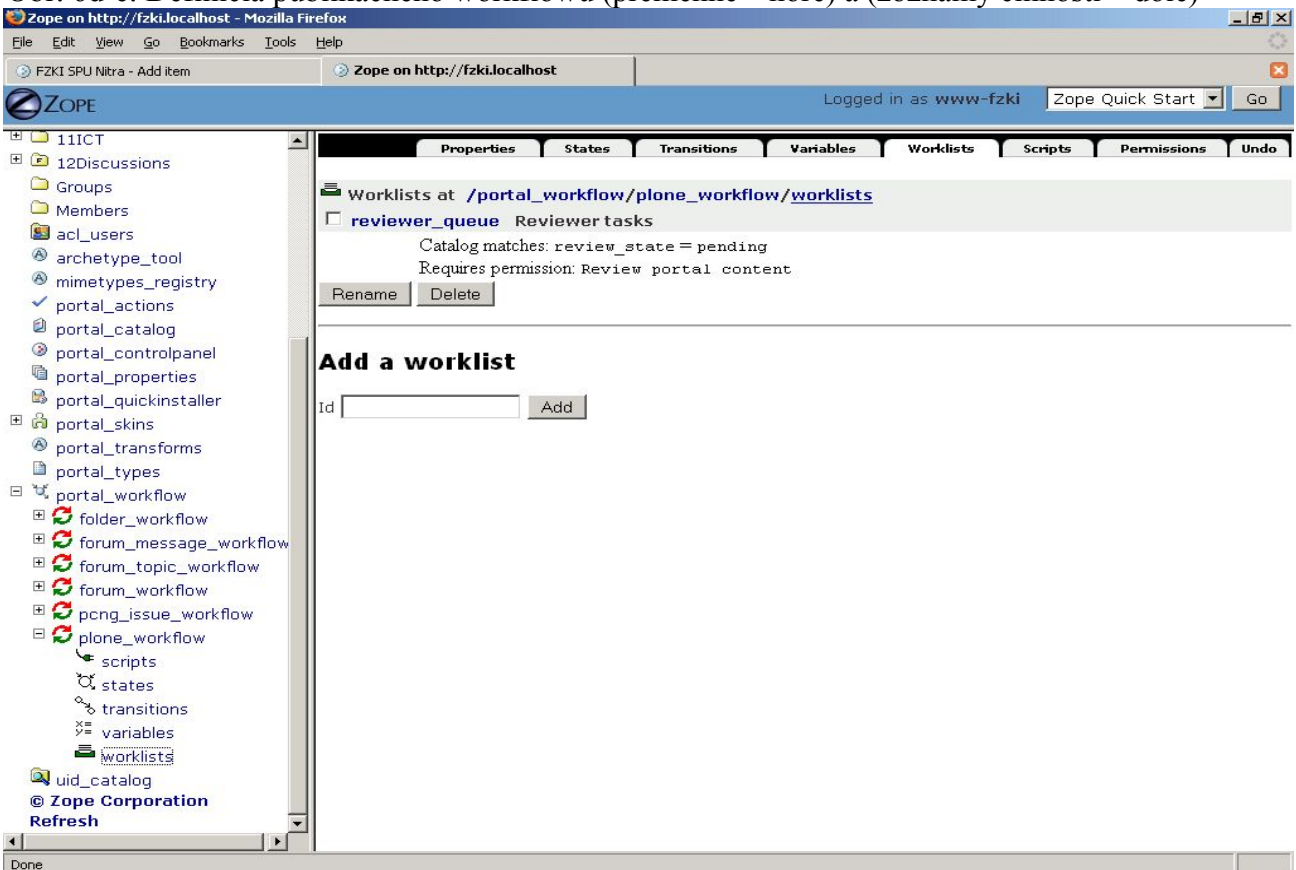 Zope on http://fzki.localhost - Mozilla Firefox
File Edit View Go Bookmarks Tools Help
FZKI SPU Nitra - Add item
Zope on http://fzki.localhost
ZOPE
Logged in as www-fzki
Zope Quick Start
Go
11ICT
12Discussions
Groups
Members
acl_users
archetype_tool
mimetypes_registry
portal_actions
portal_catalog
portal_controlpanel
portal_properties
portal_quickinstaller
portal_skins
portal_transforms
portal_types
portal_workflow
folder_workflow
forum_message_workflow
forum_topic_workflow
forum_workflow
pcng_issue_workflow
plone_workflow
scripts
states
transitions
variables
worklists
uid_catalog
© Zope Corporation
Refresh
Properties States Transitions Variables Worklists Scripts Permissions Undo
Worklists at /portal_workflow/plone_workflow/worklists
reviewer_queue Reviewer tasks
Catalog matches: review_state = pending
Requires permission: Review portal content
Rename Delete
Add a worklist
Id
Add
Done